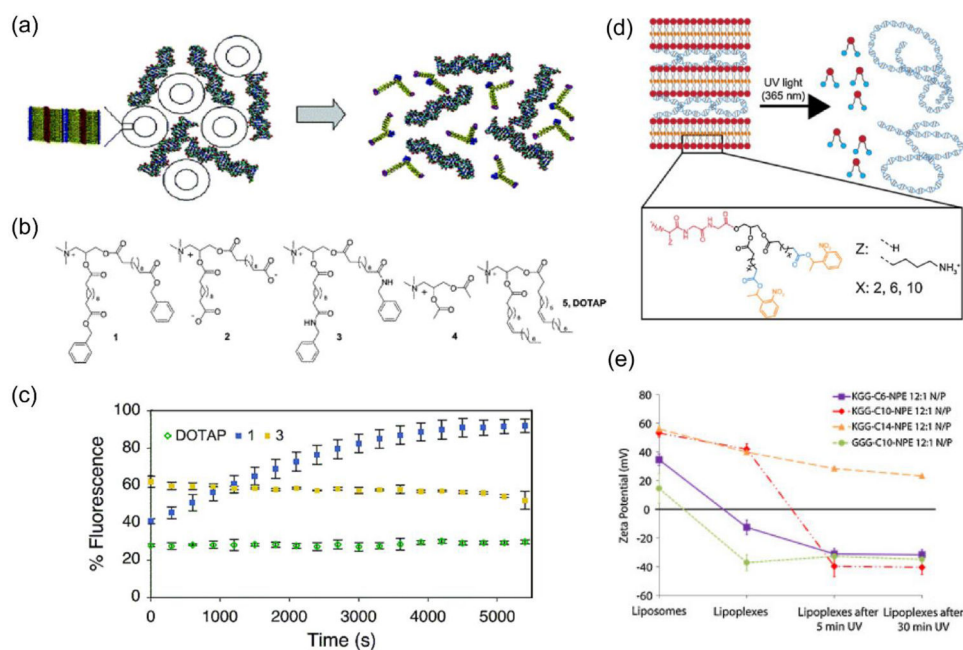 (a)
(b)
N
+
O
O
O
O
O
O
O
O
1
2
3
4
5, DOTAP
(c)
% Fluorescence
100
80
60
40
20
0
DOTAP
1
3
0
1000
2000
3000
4000
5000
Time (s)
(d)
UV light
(365 nm)
Z:
H
NH₃⁺
X: 2, 6, 10
(e)
Zeta Potential (mV)
60
40
20
0
-20
-40
-60
KGG-C6-NPE 12:1 N/P
KGG-C10-NPE 12:1 N/P
KGG-C14-NPE 12:1 N/P
GGG-C10-NPE 12:1 N/P
Liposomes
Lipoplexes
Lipoplexes after
5 min UV
Lipoplexes after
30 min UV